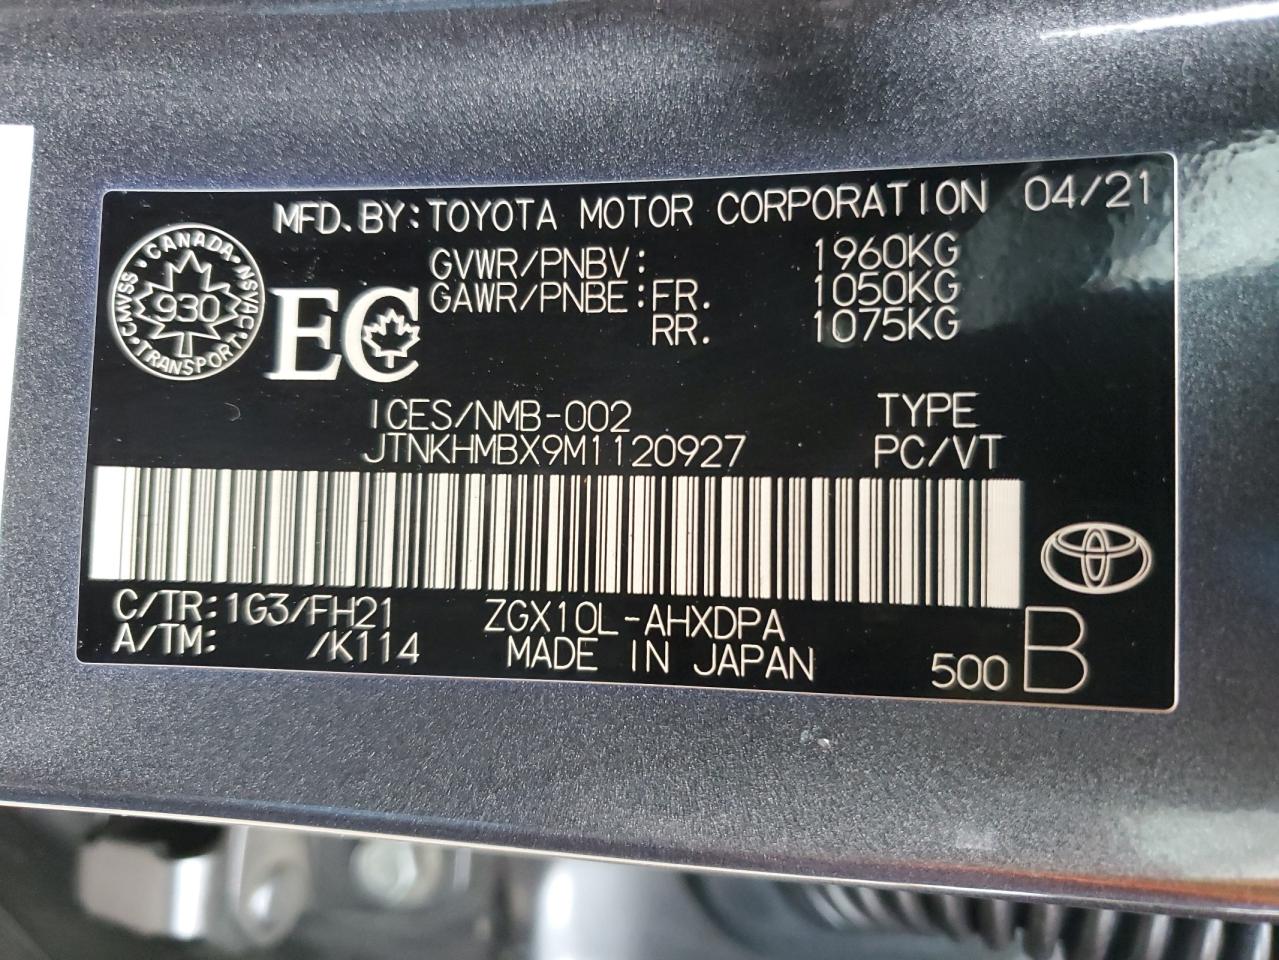 MFD.BY:TOYOTA MOTOR CORPORATION 04/21
GVWR/PNBV: 1960KG
GAWR/PNBE:FR. 1050KG
RR. 1075KG
CANADA·NSVAC·TRANSPORT·CMVSS·
930
EC
ICES/NMB-002 TYPE
JTNKHMBX9M1120927 PC/VT
C/TR:1G3/FH21 ZGX10L-AHXDPA
A/TM: /K114 MADE IN JAPAN 500 B